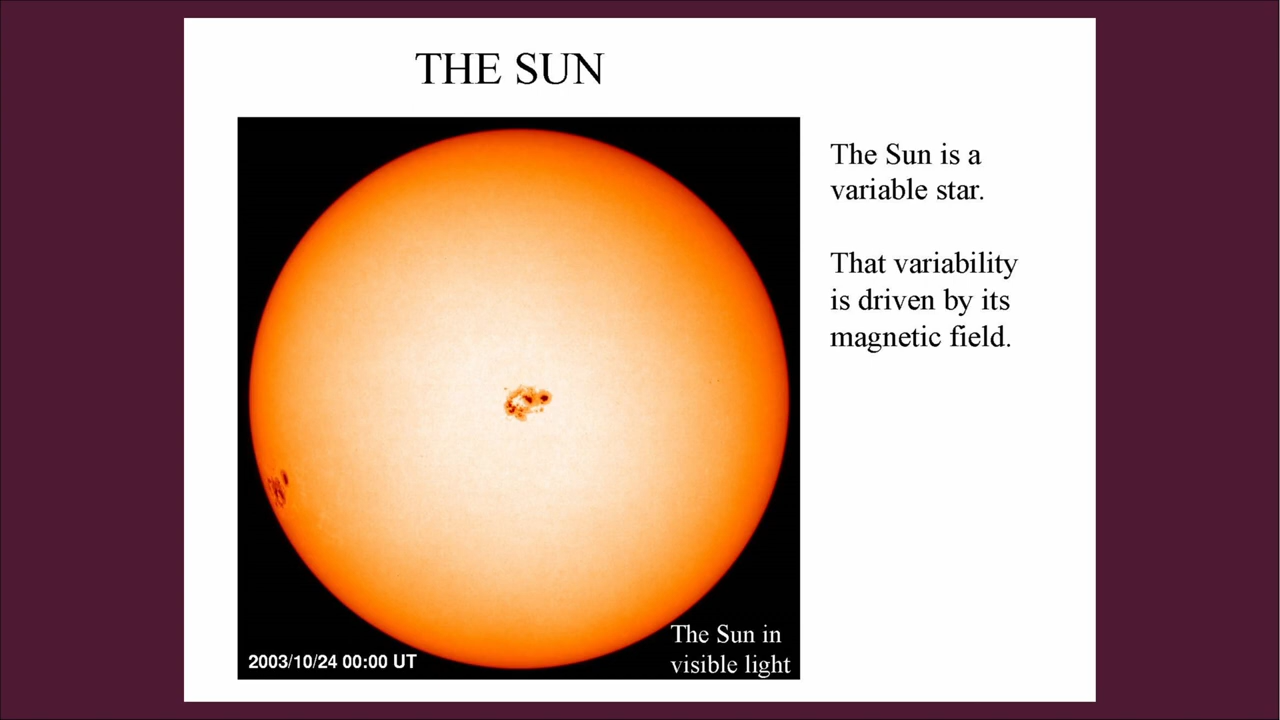 THE SUN
The Sun is a
variable star.
That variability
is driven by its
magnetic field.
The Sun in
visible light
2003/10/24 00:00 UT